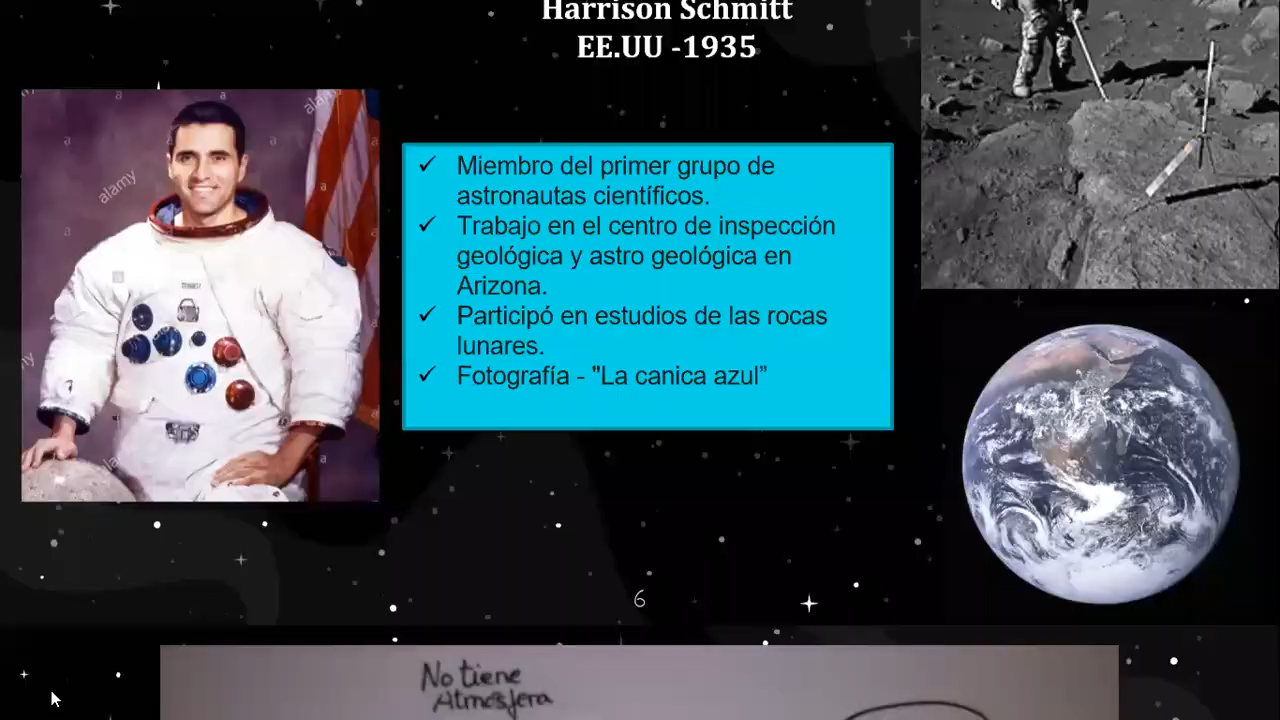 Harrison Schmitt
EE.UU -1935
✓ Miembro del primer grupo de
astronautas científicos.
✓ Trabajo en el centro de inspección
geológica y astro geológica en
Arizona.
✓ Participó en estudios de las rocas
lunares.
✓ Fotografía - "La canica azul”
alamy
alamy
6
No tiene
Atmosfera